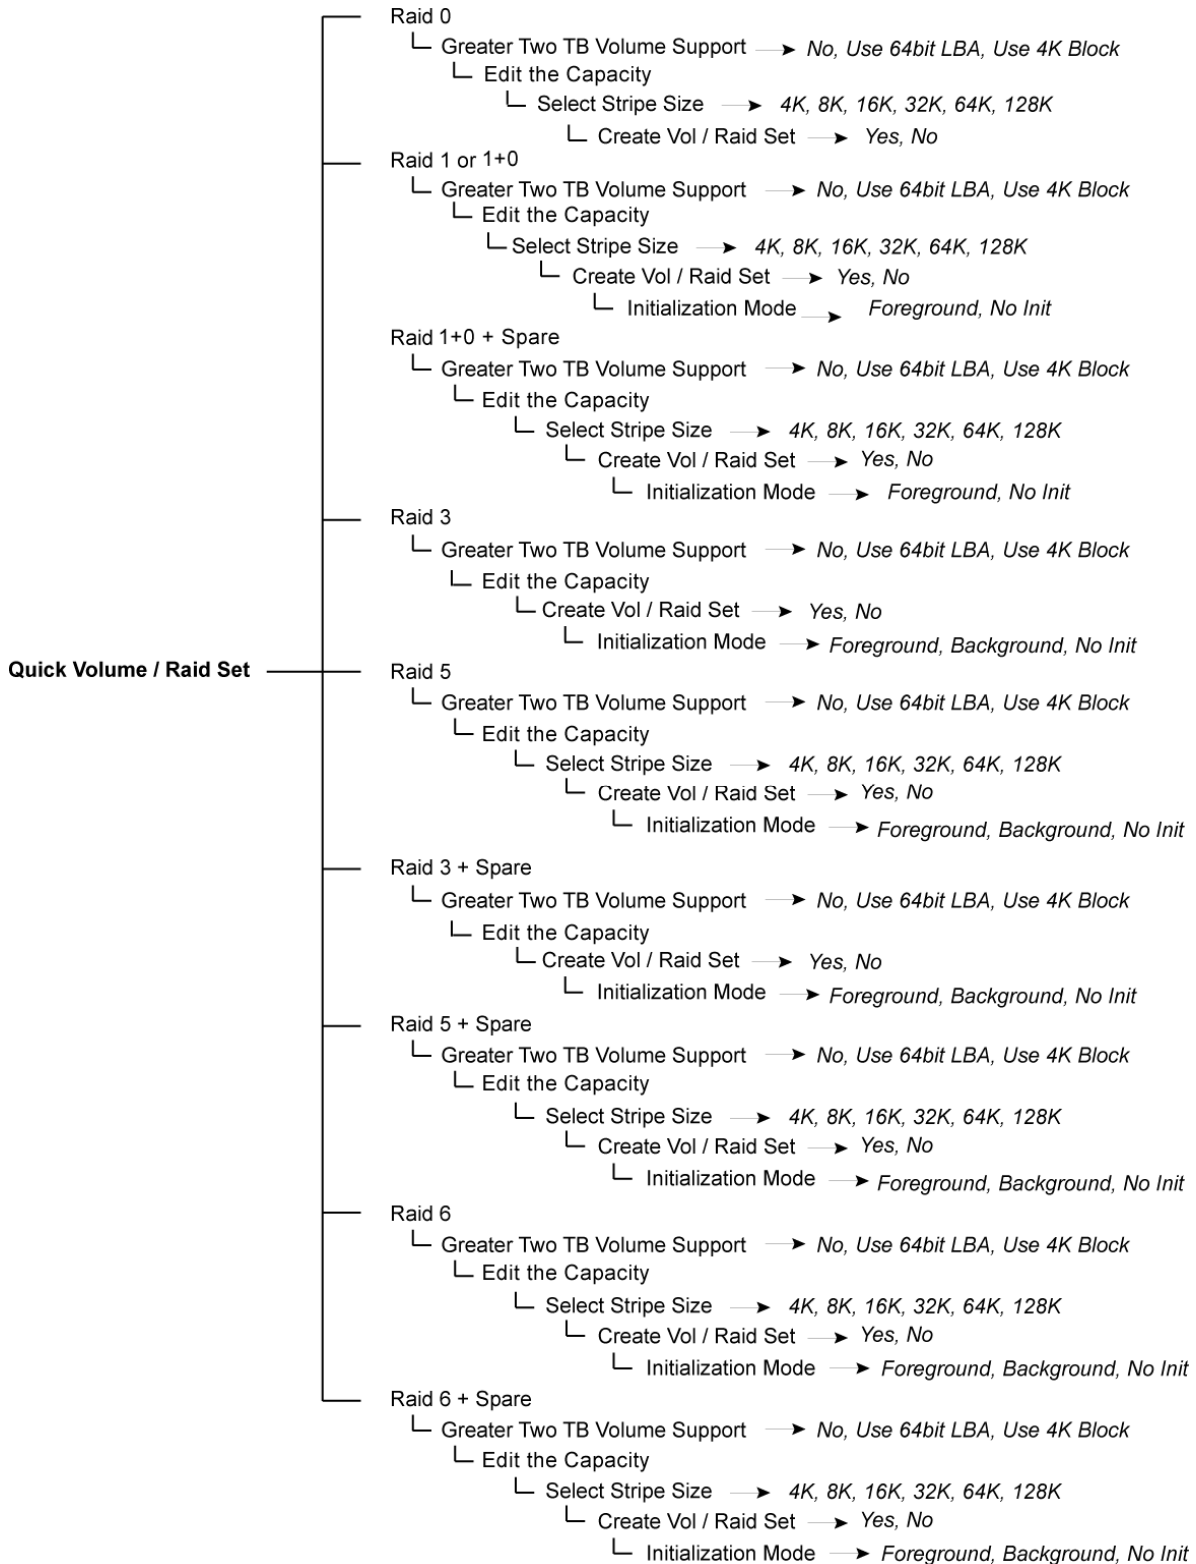 Raid 0
Greater Two TB Volume Support No, Use 64bit LBA, Use 4K Block
Edit the Capacity
Select Stripe Size 4K, 8K, 16K, 32K, 64K, 128K
Create Vol / Raid Set Yes, No
Raid 1 or 1+0
Greater Two TB Volume Support No, Use 64bit LBA, Use 4K Block
Edit the Capacity
Select Stripe Size 4K, 8K, 16K, 32K, 64K, 128K
Create Vol / Raid Set Yes, No
Initialization Mode Foreground, No Init
Raid 1+0 + Spare
Greater Two TB Volume Support No, Use 64bit LBA, Use 4K Block
Edit the Capacity
Select Stripe Size 4K, 8K, 16K, 32K, 64K, 128K
Create Vol / Raid Set Yes, No
Initialization Mode Foreground, No Init
Raid 3
Greater Two TB Volume Support No, Use 64bit LBA, Use 4K Block
Edit the Capacity
Create Vol / Raid Set Yes, No
Initialization Mode Foreground, Background, No Init
Quick Volume / Raid Set
Raid 5
Greater Two TB Volume Support No, Use 64bit LBA, Use 4K Block
Edit the Capacity
Select Stripe Size 4K, 8K, 16K, 32K, 64K, 128K
Create Vol / Raid Set Yes, No
Initialization Mode Foreground, Background, No Init
Raid 3 + Spare
Greater Two TB Volume Support No, Use 64bit LBA, Use 4K Block
Edit the Capacity
Create Vol / Raid Set Yes, No
Initialization Mode Foreground, Background, No Init
Raid 5 + Spare
Greater Two TB Volume Support No, Use 64bit LBA, Use 4K Block
Edit the Capacity
Select Stripe Size 4K, 8K, 16K, 32K, 64K, 128K
Create Vol / Raid Set Yes, No
Initialization Mode Foreground, Background, No Init
Raid 6
Greater Two TB Volume Support No, Use 64bit LBA, Use 4K Block
Edit the Capacity
Select Stripe Size 4K, 8K, 16K, 32K, 64K, 128K
Create Vol / Raid Set Yes, No
Initialization Mode Foreground, Background, No Init
Raid 6 + Spare
Greater Two TB Volume Support No, Use 64bit LBA, Use 4K Block
Edit the Capacity
Select Stripe Size 4K, 8K, 16K, 32K, 64K, 128K
Create Vol / Raid Set Yes, No
Initialization Mode Foreground, Background, No Init